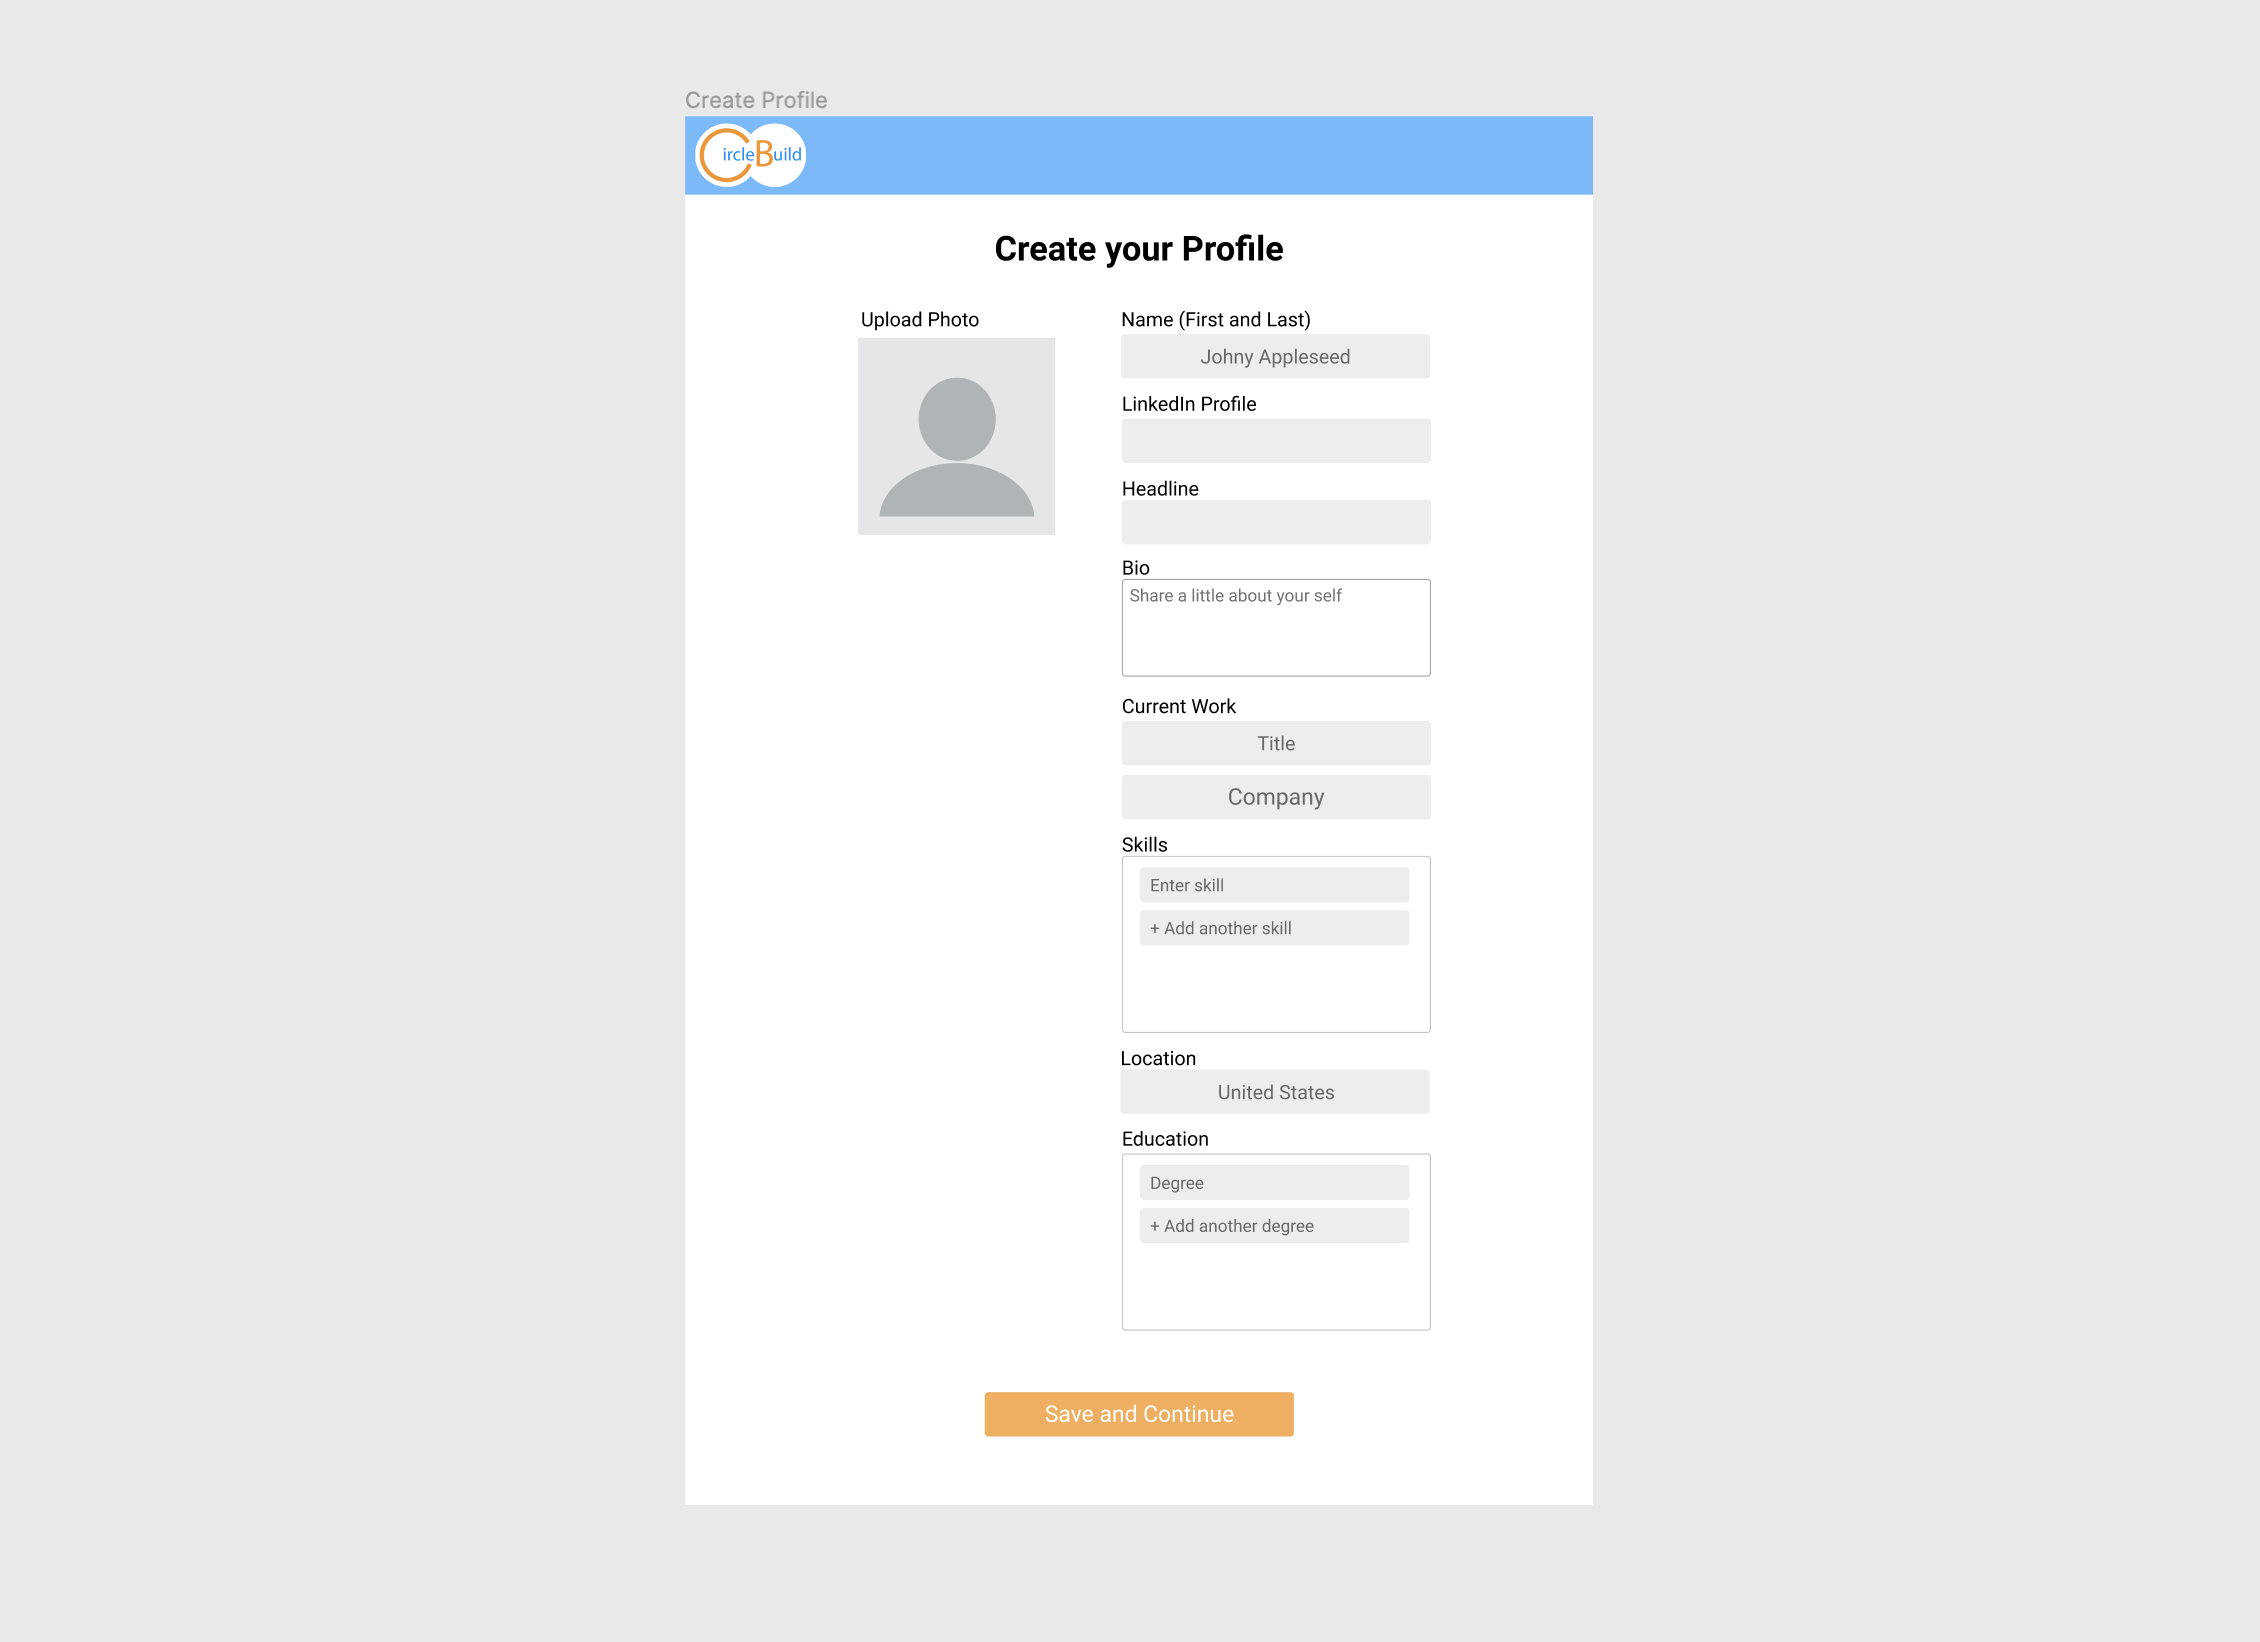 Create Profile
CircleBuild
Create your Profile
Upload Photo
Name (First and Last)
Johny Appleseed
LinkedIn Profile
Headline
Bio
Share a little about your self
Current Work
Title
Company
Skills
Enter skill
+ Add another skill
Location
United States
Education
Degree
+ Add another degree
Save and Continue